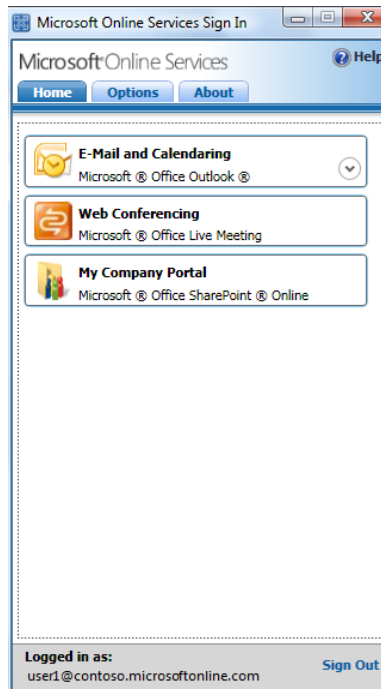 Microsoft Online Services Sign In
Microsoft Online Services
Help
Home Options About
E-Mail and Calendaring
Microsoft ® Office Outlook ®
Web Conferencing
Microsoft ® Office Live Meeting
My Company Portal
Microsoft ® Office SharePoint ® Online
Logged in as:
user1@contoso.microsoftonline.com
Sign Out